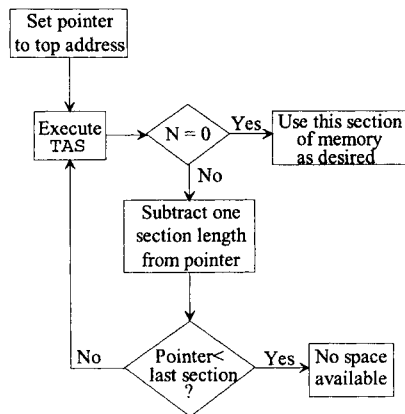 Set pointer
to top address
Execute
TAS
N = 0
Yes
Use this section
of memory
as desired
No
Subtract one
section length
from pointer
Pointer<
last section
?
No
Yes
No space
available